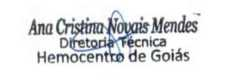 Ana Cristina Novais Mendes
Diretoria Técnica
Hemocentro de Goiás